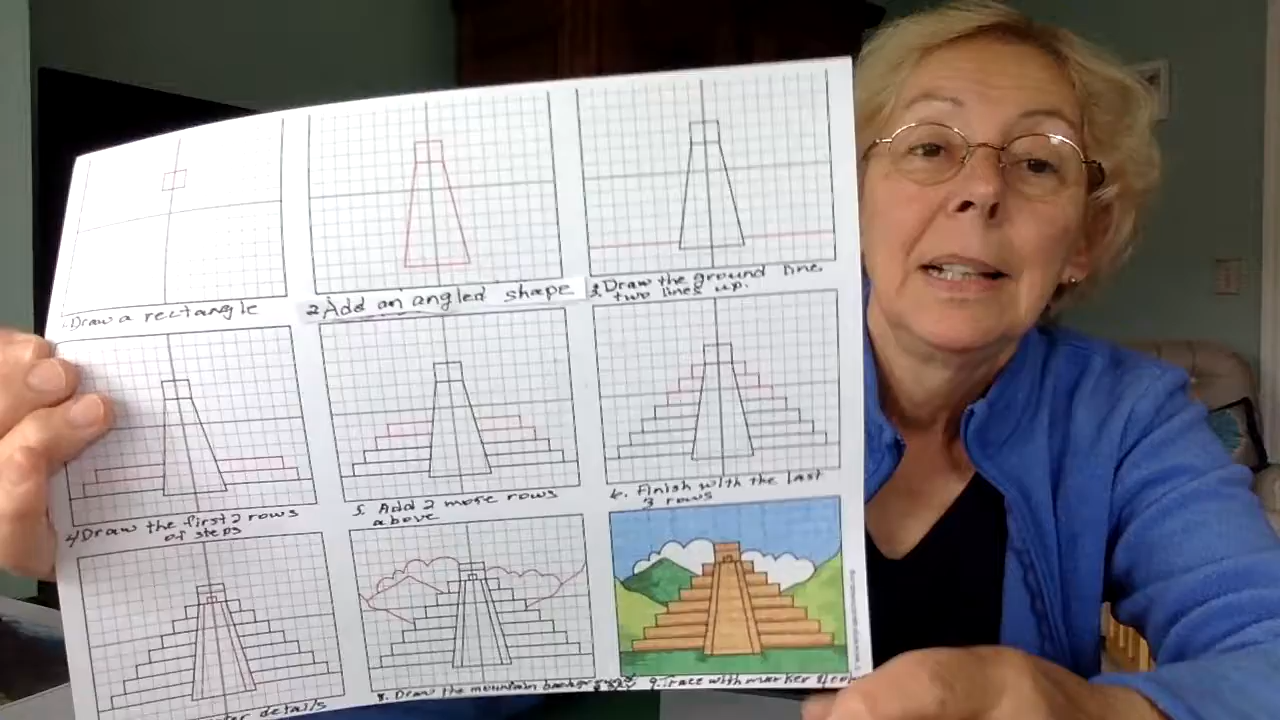 1. Draw a rectangle
2. Add an angled shape
3. Draw the ground line
two lines up.
4. Draw the first 2 rows
of steps
5. Add 2 more rows
above
6. Finish with the last
3 rows
details
8. Draw the mountain
9. Trace with marker &